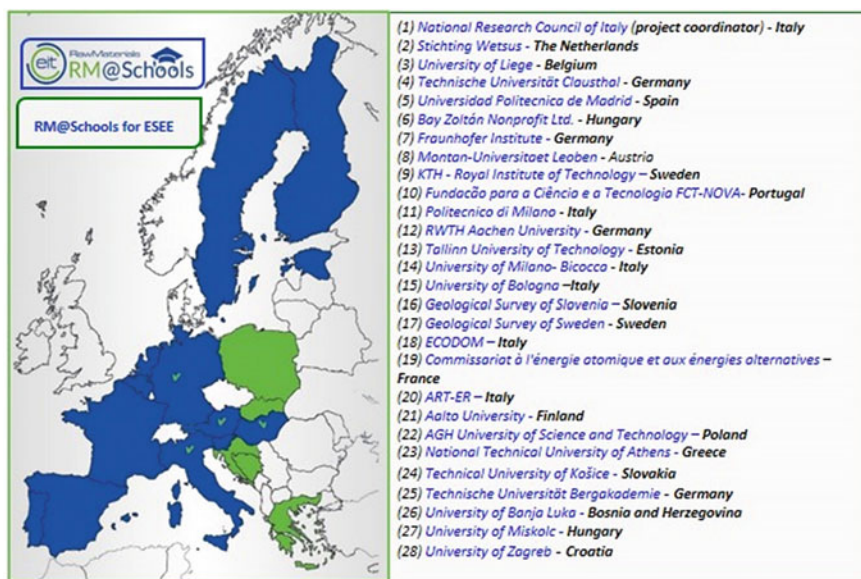 eit RawMaterials
RM@Schools
RM@Schools for ESEE
(1) National Research Council of Italy (project coordinator) - Italy
(2) Stichting Wetsus - The Netherlands
(3) University of Liege - Belgium
(4) Technische Universität Clausthal - Germany
(5) Universidad Politecnica de Madrid - Spain
(6) Bay Zoltán Nonprofit Ltd. - Hungary
(7) Fraunhofer Institute - Germany
(8) Montan-Universitaet Leoben - Austria
(9) KTH - Royal Institute of Technology – Sweden
(10) Fundacão para a Ciência e a Tecnologia FCT-NOVA- Portugal
(11) Politecnico di Milano - Italy
(12) RWTH Aachen University - Germany
(13) Tallinn University of Technology - Estonia
(14) University of Milano- Bicocca - Italy
(15) University of Bologna –Italy
(16) Geological Survey of Slovenia – Slovenia
(17) Geological Survey of Sweden - Sweden
(18) ECODOM – Italy
(19) Commissariat à l'énergie atomique et aux énergies alternatives –
France
(20) ART-ER – Italy
(21) Aalto University - Finland
(22) AGH University of Science and Technology – Poland
(23) National Technical University of Athens - Greece
(24) Technical University of Košice - Slovakia
(25) Technische Universität Bergakademie - Germany
(26) University of Banja Luka - Bosnia and Herzegovina
(27) University of Miskolc - Hungary
(28) University of Zagreb - Croatia